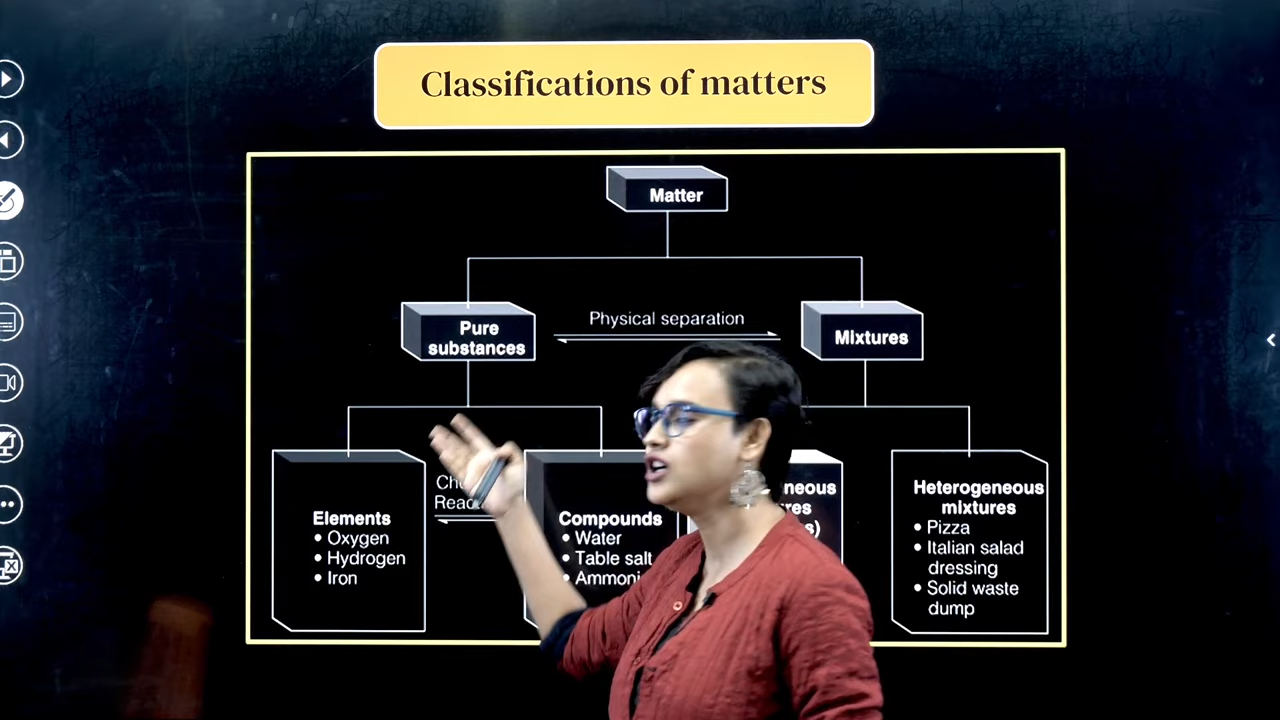 Classifications of matters
Matter
Physical separation
Pure
substances
Mixtures
Elements
• Oxygen
• Hydrogen
• Iron
Compounds
• Water
• Table salt
Heterogeneous
mixtures
• Pizza
• Italian salad
dressing
• Solid waste
dump